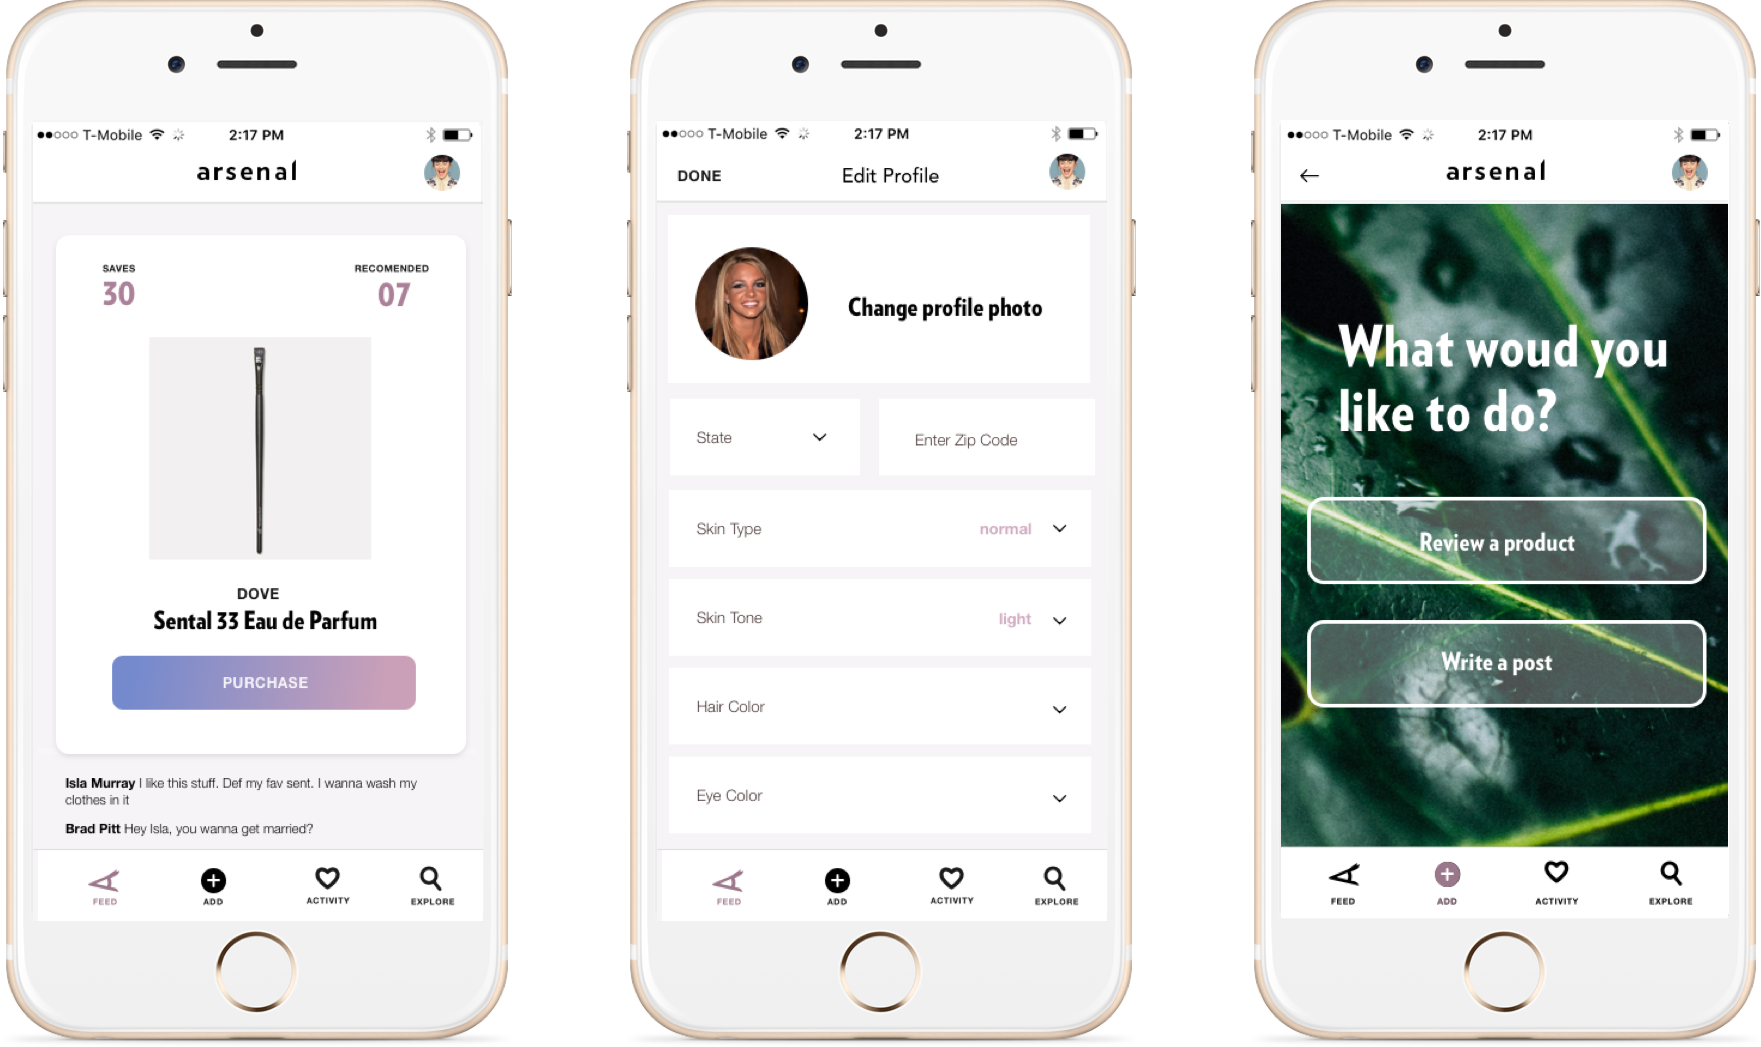 T-Mobile 2:17 PM
arsenal
SAVES
30
RECOMENDED
07
DOVE
Sental 33 Eau de Parfum
PURCHASE
Isla Murray I like this stuff. Def my fav sent. I wanna wash my
clothes in it
Brad Pitt Hey Isla, you wanna get married?
FEED
ADD
ACTIVITY
EXPLORE
T-Mobile 2:17 PM
DONE
Edit Profile
Change profile photo
State
Enter Zip Code
Skin Type normal
Skin Tone light
Hair Color
Eye Color
FEED
ADD
ACTIVITY
EXPLORE
T-Mobile 2:17 PM
arsenal
What woud you
like to do?
Review a product
Write a post
FEED
ADD
ACTIVITY
EXPLORE